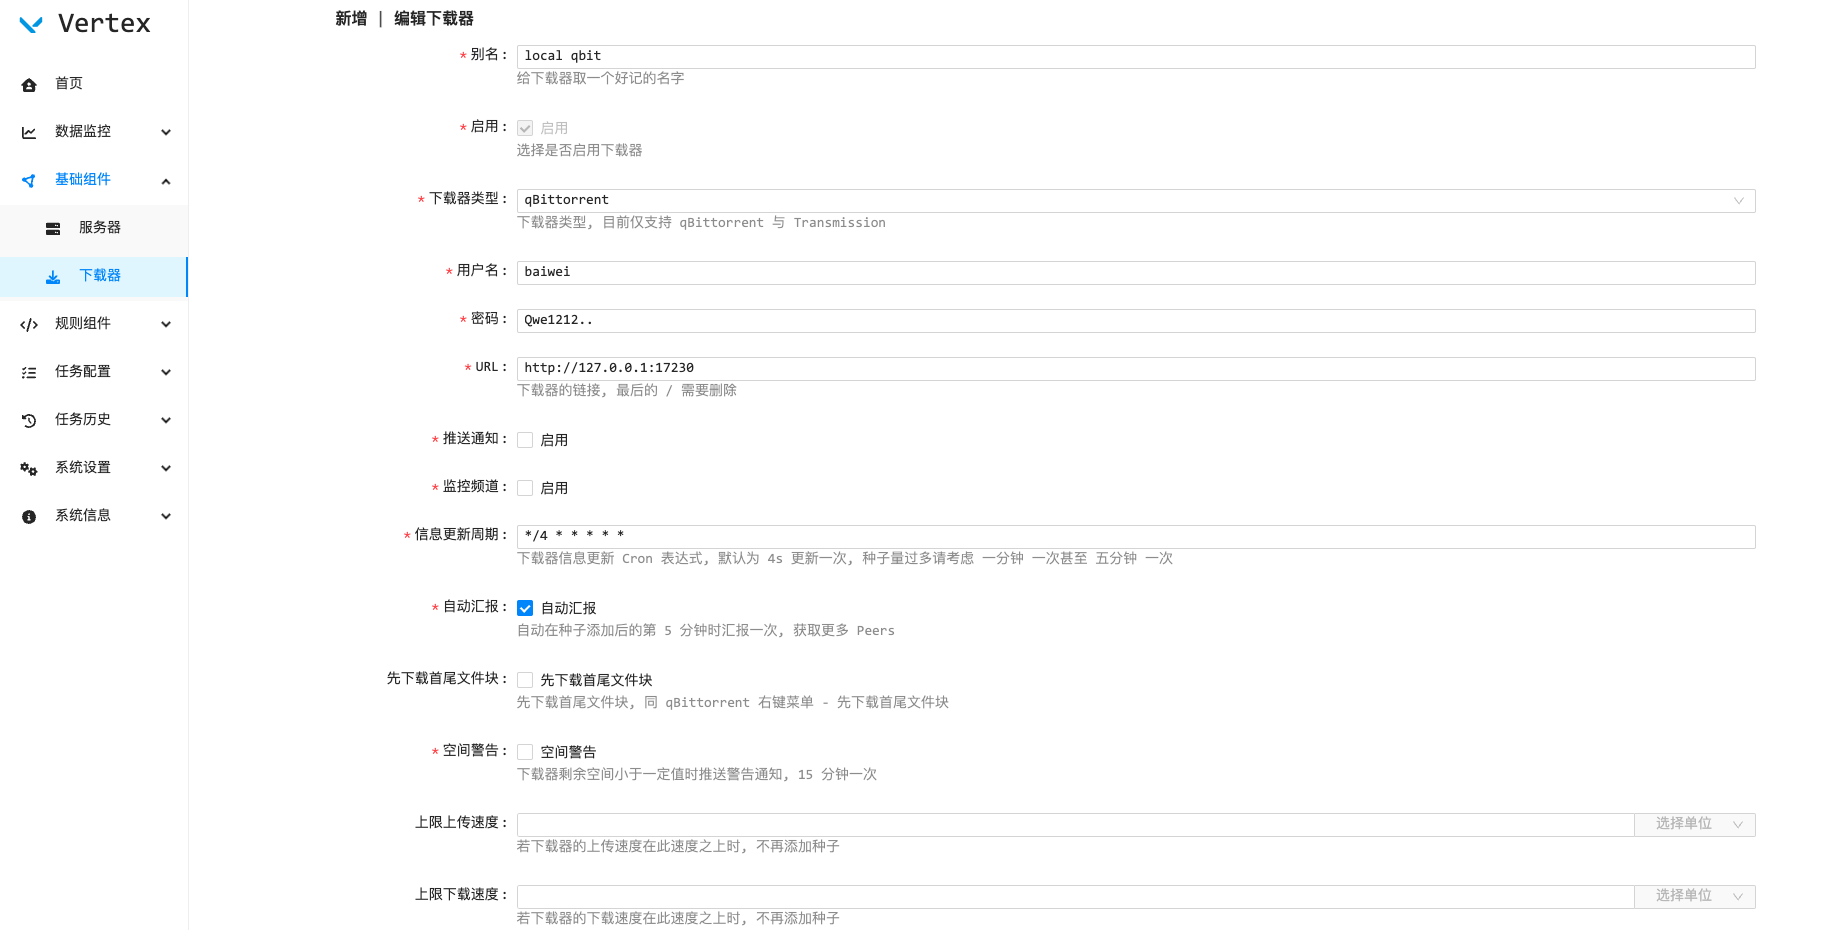 Vertex
首页
数据监控
基础组件
服务器
下载器
规则组件
任务配置
任务历史
系统设置
系统信息
新增 | 编辑下载器
* 别名: local qbit
给下载器取一个好记的名字
* 启用: 启用
选择是否启用下载器
* 下载器类型: qBittorrent
下载器类型, 目前仅支持 qBittorrent 与 Transmission
* 用户名: baiwei
* 密码: Qwe1212..
* URL: http://127.0.0.1:17230
下载器的链接, 最后的 / 需要删除
* 推送通知: 启用
* 监控频道: 启用
* 信息更新周期: */4 * * * * *
下载器信息更新 Cron 表达式, 默认为 4s 更新一次, 种子量过多请考虑 一分钟 一次甚至 五分钟 一次
* 自动汇报: 自动汇报
自动在种子添加后的第 5 分钟时汇报一次, 获取更多 Peers
先下载首尾文件块: 先下载首尾文件块
先下载首尾文件块, 同 qBittorrent 右键菜单 - 先下载首尾文件块
* 空间警告: 空间警告
下载器剩余空间小于一定值时推送警告通知, 15 分钟一次
上限上传速度: 选择单位
若下载器的上传速度在此速度之上时, 不再添加种子
上限下载速度: 选择单位
若下载器的下载速度在此速度之上时, 不再添加种子